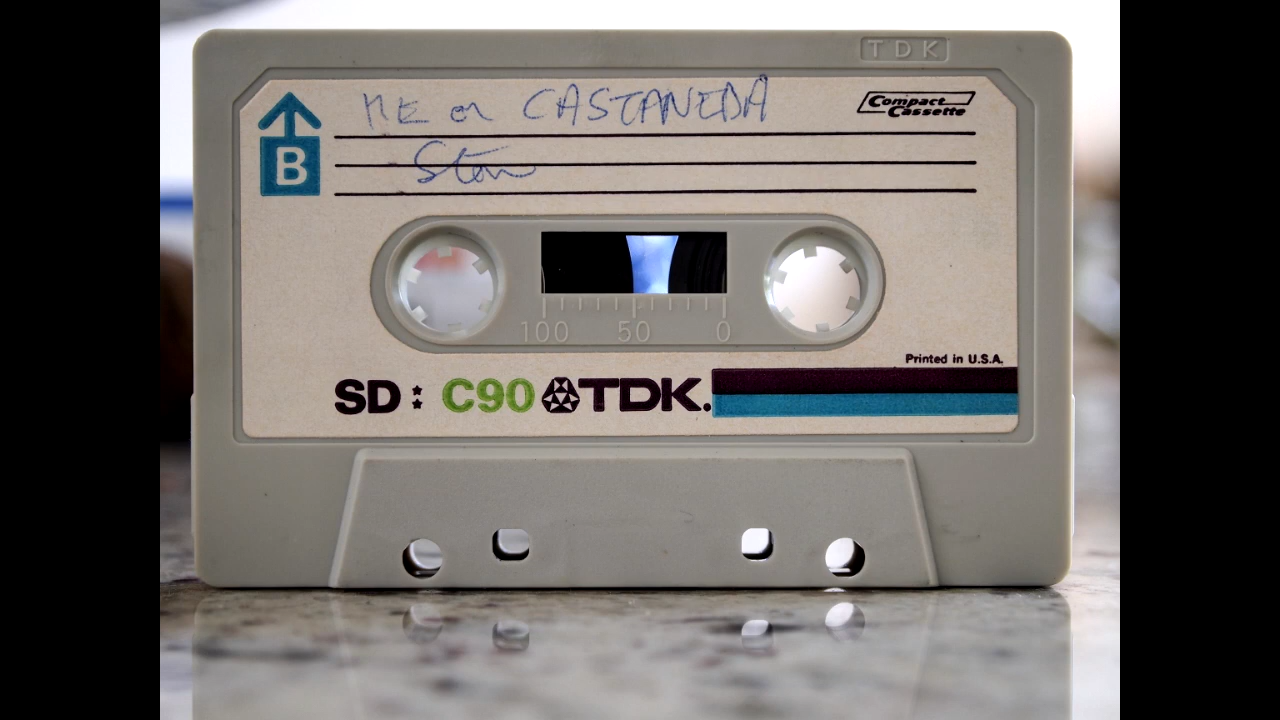 TDK
ME on CASTANEDA
Compact
Cassette
B
Stan
100 50 0
Printed in U.S.A.
SD: C90 TDK.